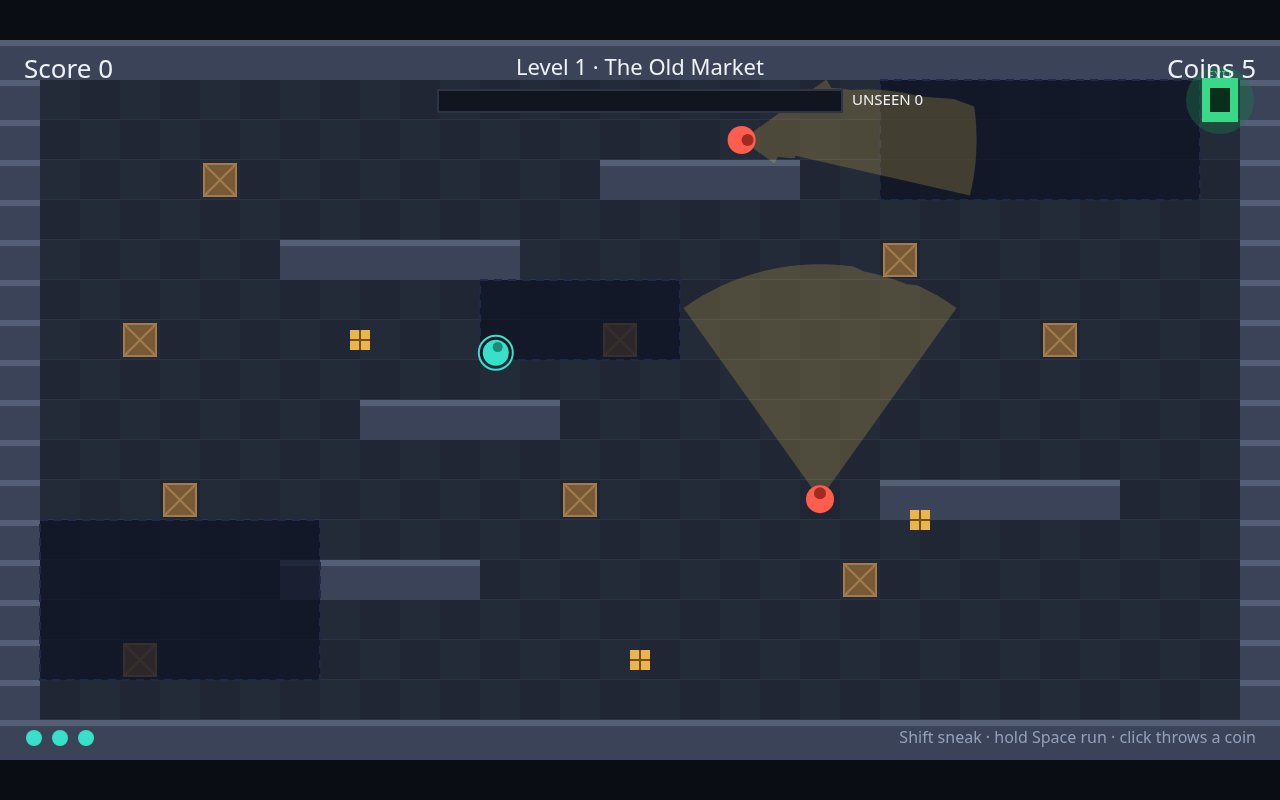 Score 0
Level 1 · The Old Market
Coins 5
UNSEEN 0
Shift sneak · hold Space run · click throws a coin